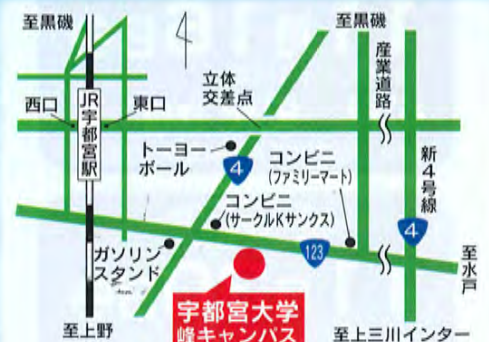 至黒磯
至黒磯
産業道路
立体
交差点
西口
JR宇都宮駅
東口
トーヨー
ボール
4
コンビニ
(ファミリーマート)
新4号線
コンビニ
(サークルKサンクス)
4
ガソリン
スタンド
123
至水戸
宇都宮大学
峰キャンパス
至上野
至上三川インター